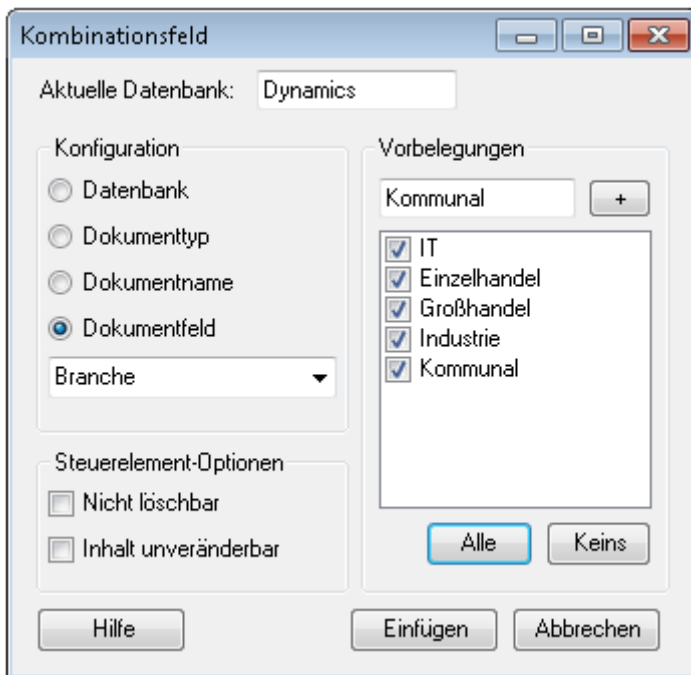 Kombinationsfeld
Aktuelle Datenbank: Dynamics
Konfiguration
Datenbank
Dokumenttyp
Dokumentname
Dokumentfeld
Branche
Steuerelement-Optionen
Nicht löschbar
Inhalt unveränderbar
Vorbelegungen
Kommunal +
IT
Einzelhandel
Großhandel
Industrie
Kommunal
Alle Keins
Hilfe Einfügen Abbrechen